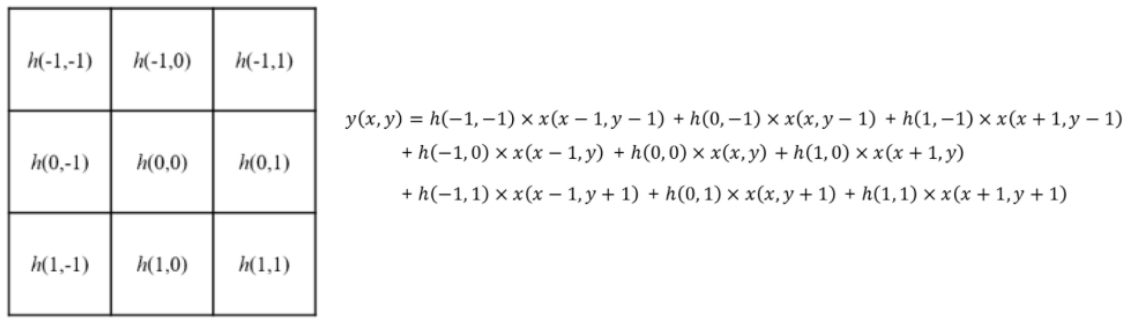 h(-1,-1) h(-1,0) h(-1,1)
h(0,-1) h(0,0) h(0,1)
h(1,-1) h(1,0) h(1,1)
y(x, y) = h(−1, −1) × x(x − 1, y − 1) + h(0, −1) × x(x, y − 1) + h(1, −1) × x(x + 1, y − 1)
+ h(−1, 0) × x(x − 1, y) + h(0, 0) × x(x, y) + h(1, 0) × x(x + 1, y)
+ h(−1, 1) × x(x − 1, y + 1) + h(0, 1) × x(x, y + 1) + h(1, 1) × x(x + 1, y + 1)